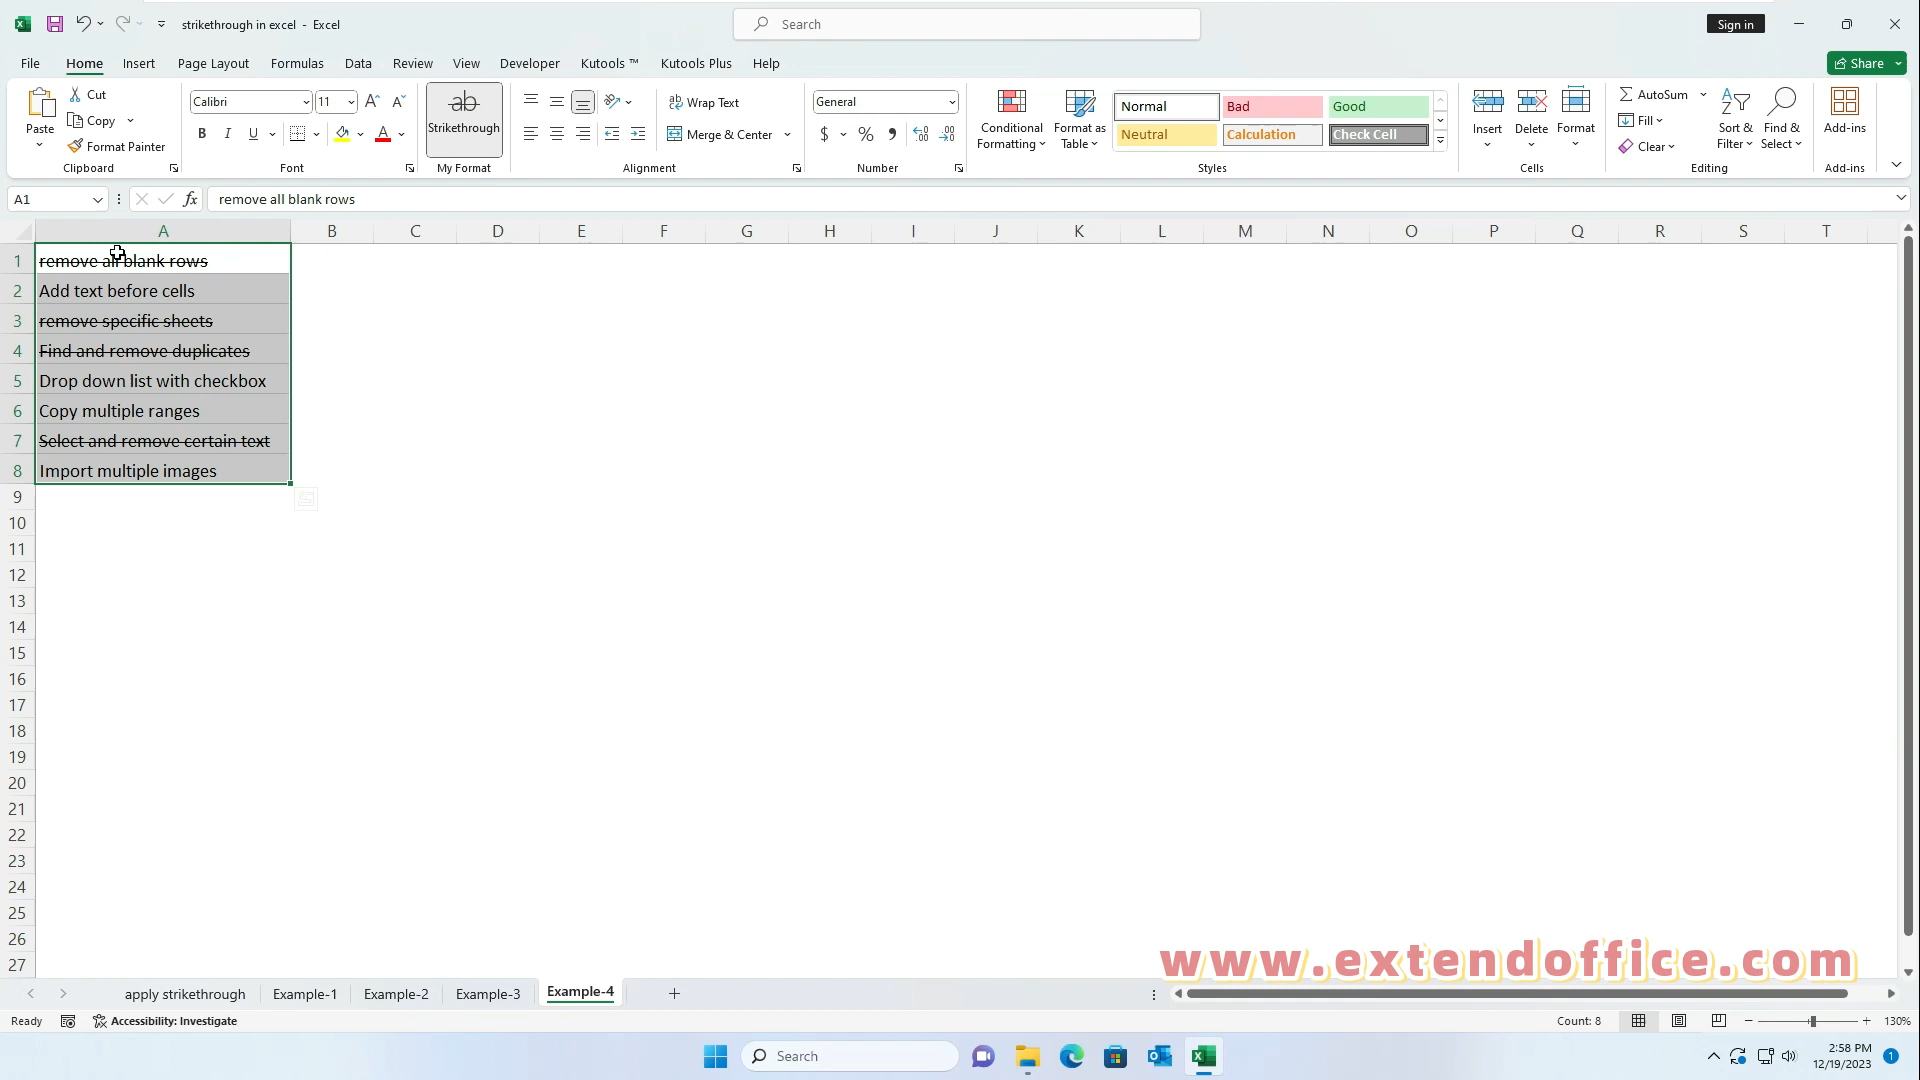 strikethrough in excel - Excel
Search
Sign in
File Home Insert Page Layout Formulas Data Review View Developer Kutools ™ Kutools Plus Help
Share
Paste
Cut
Copy
Format Painter
Clipboard
Calibri 11
B I U A
Font
ab
Strikethrough
My Format
Wrap Text
Merge & Center
Alignment
General
$ %
Number
Conditional Formatting
Format as Table
Normal Bad Good
Neutral Calculation Check Cell
Styles
Insert Delete Format
Cells
AutoSum
Fill
Clear
Sort & Filter
Find & Select
Editing
Add-ins
Add-ins
A1
fx remove all blank rows
A B C D E F G H I J K L M N O P Q R S T
1 remove all blank rows
2 Add text before cells
3 remove specific sheets
4 Find and remove duplicates
5 Drop down list with checkbox
6 Copy multiple ranges
7 Select and remove certain text
8 Import multiple images
9
10
11
12
13
14
15
16
17
18
19
20
21
22
23
24
25
26
27
www.extendoffice.com
apply strikethrough Example-1 Example-2 Example-3 Example-4
Ready Accessibility: Investigate Count: 8 130%
Search
2:58 PM
12/19/2023
1